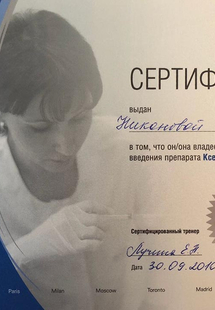 СЕРТИФ
выдан
Никоновой
в том, что он/она владее
введения препарата Ксе
Сертифицированный тренер
Лучина Е.В.
Дата 30.09.2010
Paris Milan Moscow Toronto Madrid